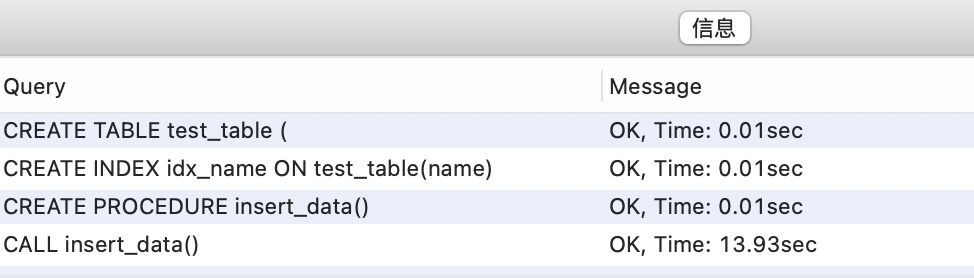 信息
Query Message
CREATE TABLE test_table ( OK, Time: 0.01sec
CREATE INDEX idx_name ON test_table(name) OK, Time: 0.01sec
CREATE PROCEDURE insert_data() OK, Time: 0.01sec
CALL insert_data() OK, Time: 13.93sec